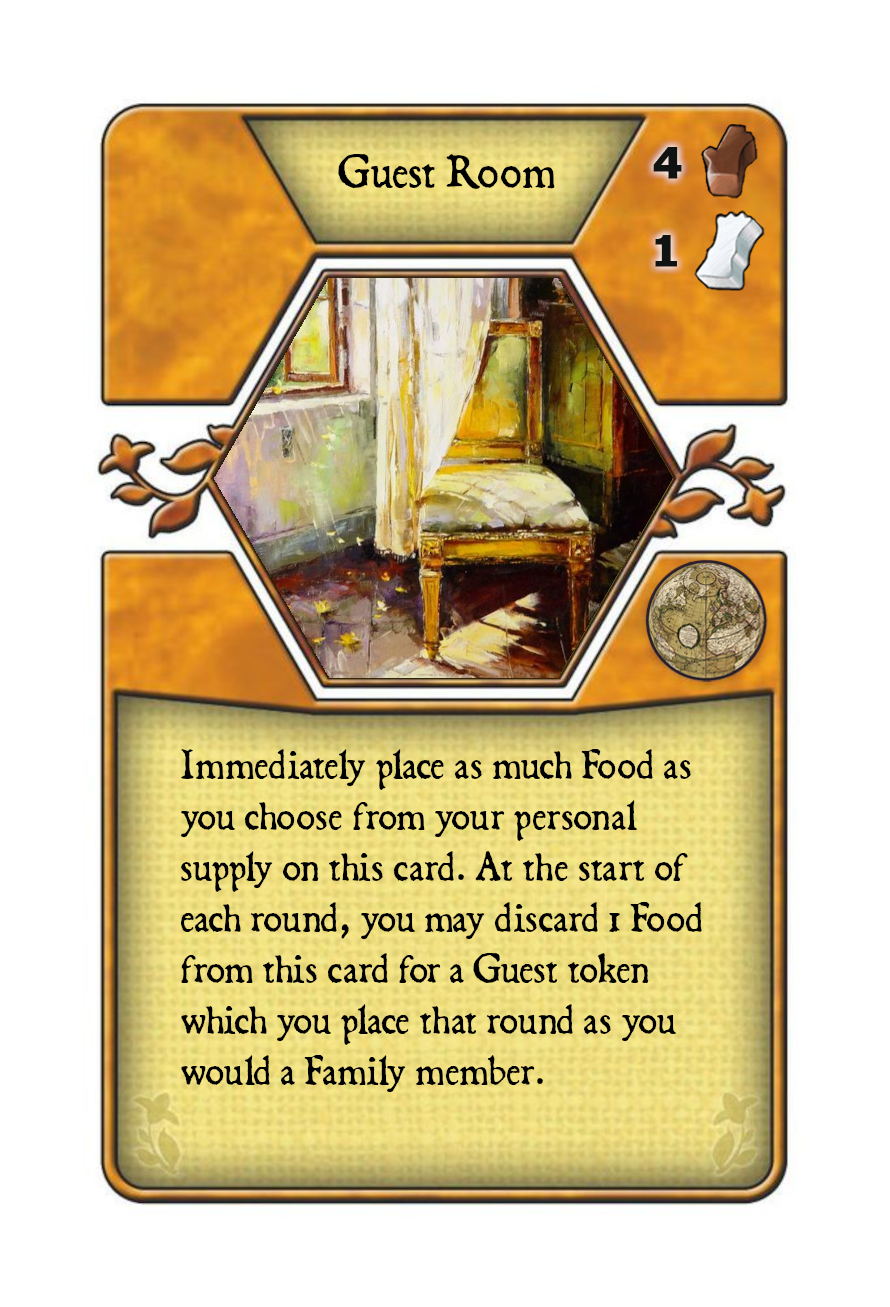 Guest Room
4
1
Immediately place as much Food as
you choose from your personal
supply on this card. At the start of
each round, you may discard 1 Food
from this card for a Guest token
which you place that round as you
would a Family member.